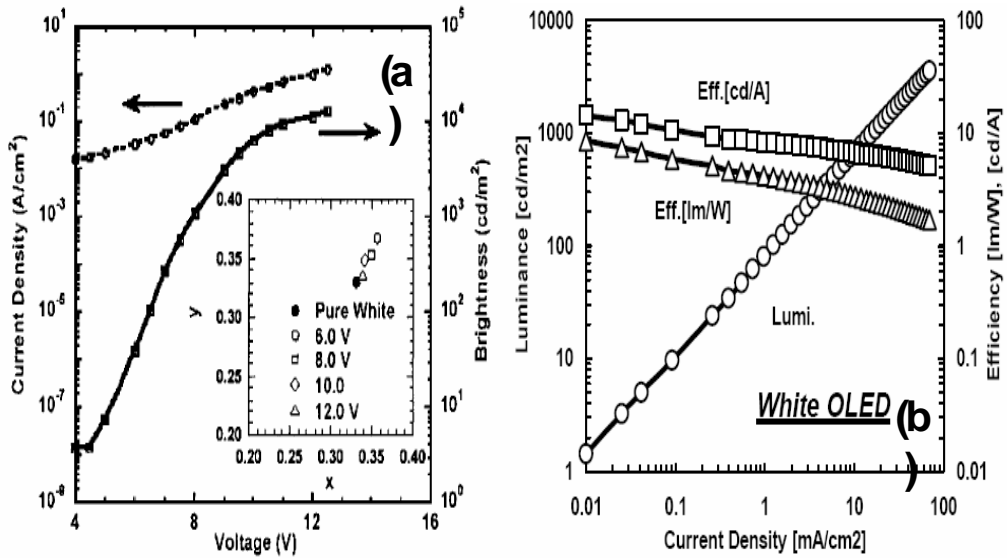 10^1
10^-1
10^-3
10^-5
10^-7
10^-9
Current Density (A/cm^2)
4
8
12
16
Voltage (V)
10^5
10^4
10^3
10^2
10^1
10^0
Brightness (cd/m^2)
(a
)
0.40
0.35
0.30
0.25
0.20
y
Pure White
6.0 V
8.0 V
10.0
12.0 V
0.20 0.25 0.30 0.35 0.40
x
10000
1000
100
10
1
Luminance [cd/m2]
100
10
1
0.1
0.01
Efficiency [lm/W], [cd/A]
Eff.[cd/A]
Eff.[lm/W]
Lumi.
White OLED
(b
)
0.01 0.1 1 10 100
Current Density [mA/cm2]